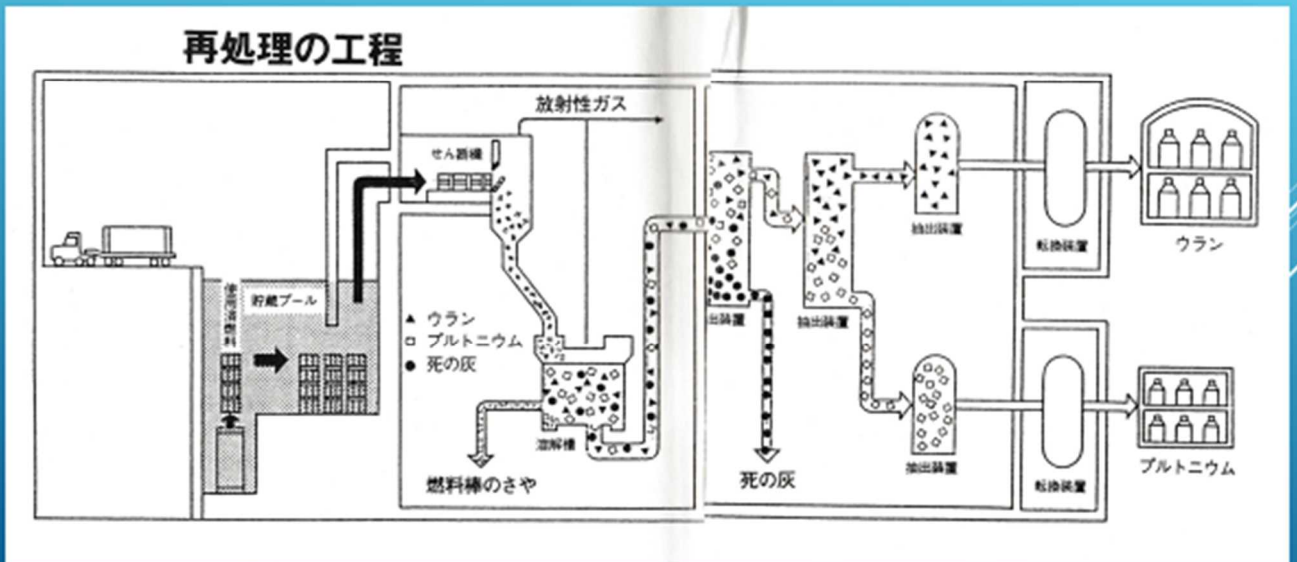 再処理の工程
使用済燃料
貯蔵プール
放射性ガス
せん断機
▲ ウラン
□ プルトニウム
● 死の灰
溶解槽
燃料棒のさや
出装置
死の灰
抽出装置
抽出装置
転換装置
ウラン
抽出装置
転換装置
プルトニウム